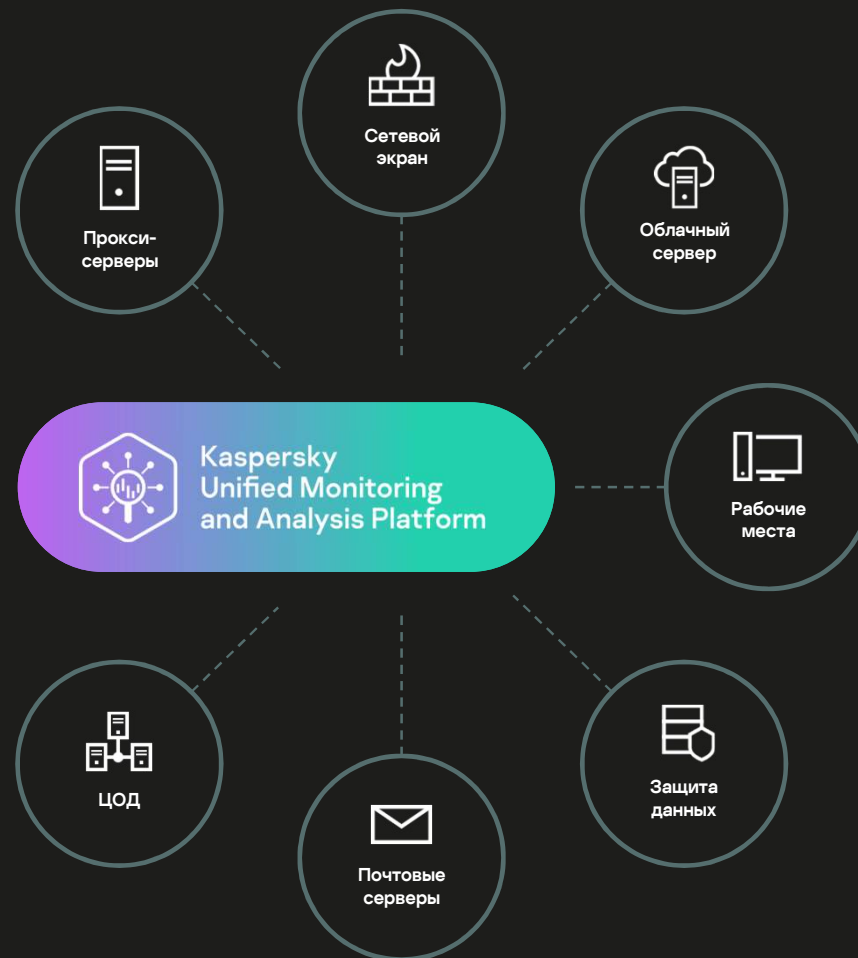 Сетевой
экран
Прокси-
серверы
Облачный
сервер
Kaspersky
Unified Monitoring
and Analysis Platform
Рабочие
места
ЦОД
Защита
данных
Почтовые
серверы